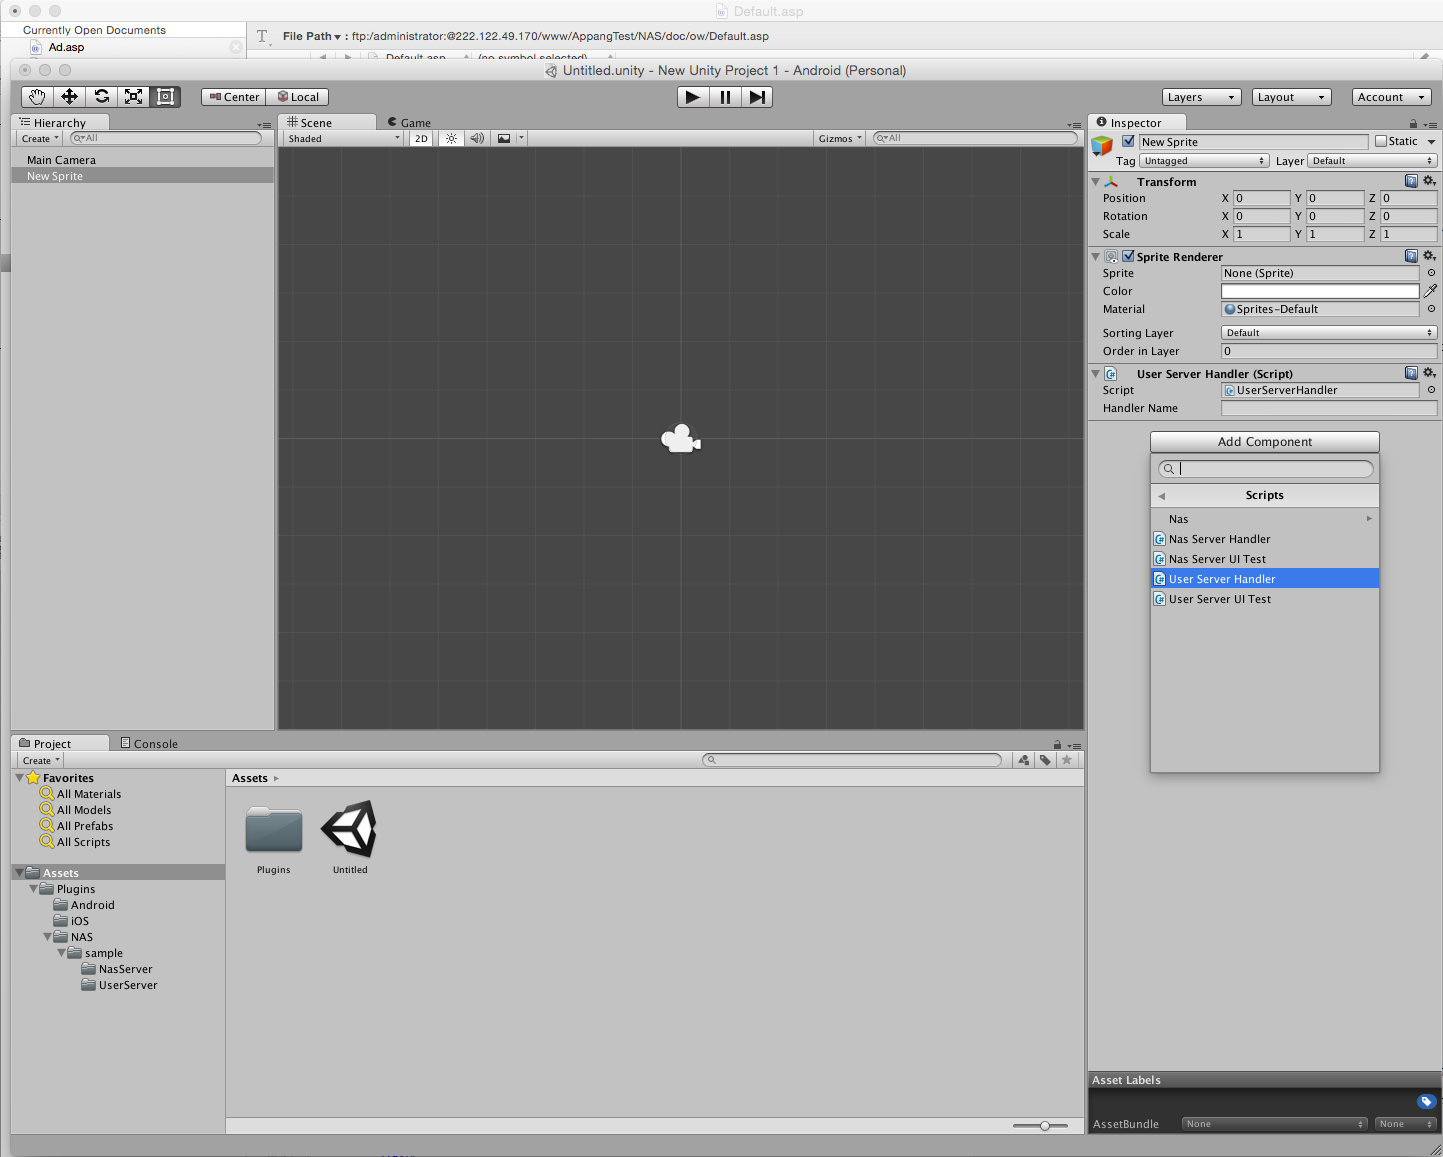 Default.asp
Currently Open Documents
Ad.asp
File Path ▾ : ftp:/administrator:@222.122.49.170/www/AppangTest/NAS/doc/ow/Default.asp
Default.asp
(no symbol selected)
Untitled.unity - New Unity Project 1 - Android (Personal)
Center
Local
Layers
Layout
Account
Hierarchy
Create
All
Main Camera
New Sprite
Scene
Game
Shaded
2D
Gizmos
All
Inspector
New Sprite
Static
Tag
Untagged
Layer
Default
Transform
Position X 0 Y 0 Z 0
Rotation X 0 Y 0 Z 0
Scale X 1 Y 1 Z 1
Sprite Renderer
Sprite None (Sprite)
Color
Material Sprites-Default
Sorting Layer Default
Order in Layer 0
User Server Handler (Script)
Script UserServerHandler
Handler Name
Add Component
Scripts
Nas
Nas Server Handler
Nas Server UI Test
User Server Handler
User Server UI Test
Project
Console
Create
Favorites
All Materials
All Models
All Prefabs
All Scripts
Assets
Plugins
Android
iOS
NAS
sample
NasServer
UserServer
Assets
Plugins
Untitled
Asset Labels
AssetBundle None None